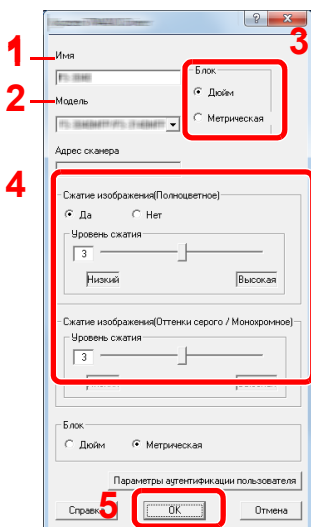 ? X
1
Имя
3
Блок
Дюйм
2
Модель
Метрическая
Адрес сканера
4
Сжатие изображения(Полноцветное)
Да Нет
Уровень сжатия
3
Низкий Высокая
Сжатие изображения(Оттенки серого / Монохромное)
Уровень сжатия
3
Блок
Дюйм Метрическая
Параметры аутентификации пользователя
Справка 5 OK Отмена